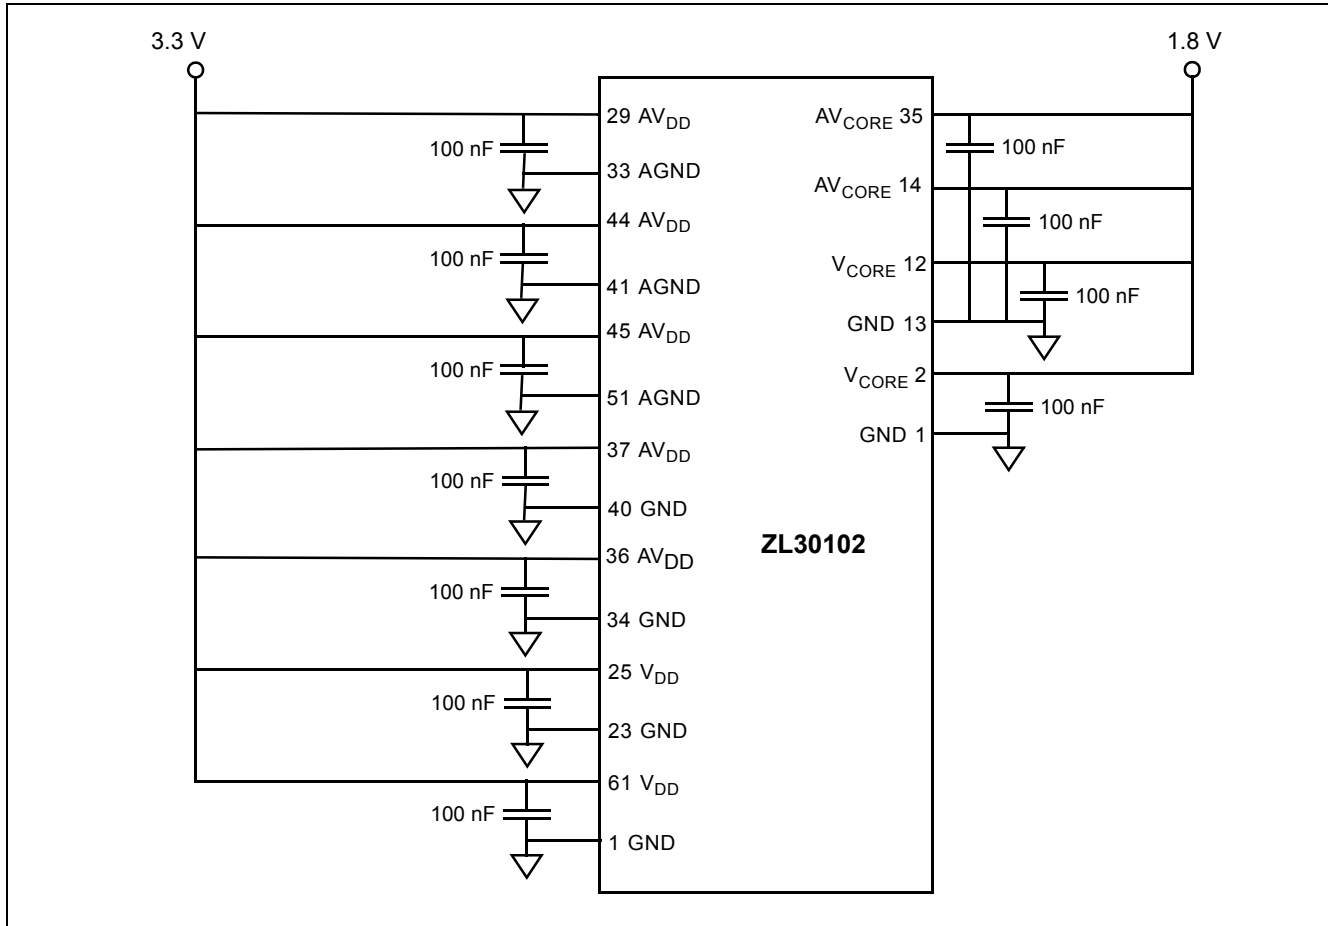 3.3 V
1.8 V
29 AVDD
100 nF
33 AGND
44 AVDD
100 nF
41 AGND
45 AVDD
100 nF
51 AGND
37 AVDD
100 nF
40 GND
36 AVDD
100 nF
34 GND
25 VDD
100 nF
23 GND
61 VDD
100 nF
1 GND
AVCORE 35
100 nF
AVCORE 14
100 nF
VCORE 12
100 nF
GND 13
VCORE 2
100 nF
GND 1
ZL30102